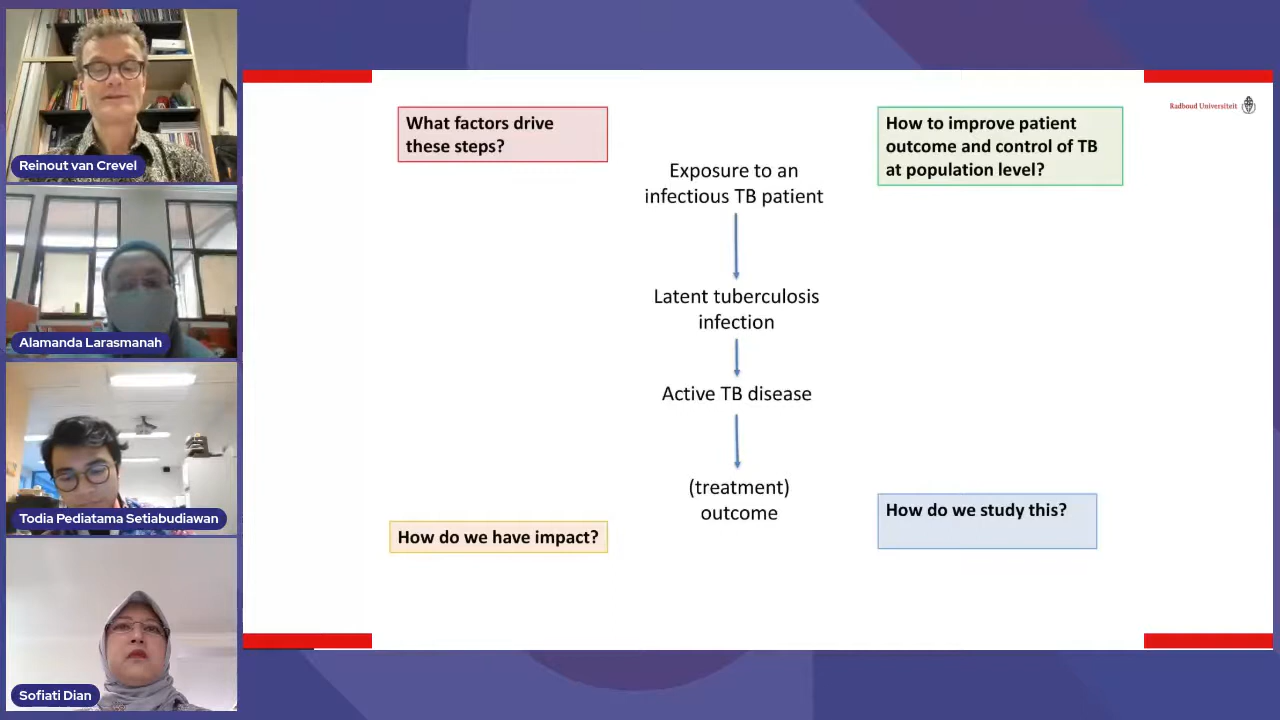 Reinout van Crevel
Alamanda Larasmanah
Todia Pediatama Setiabudiawan
Sofiati Dian
What factors drive
these steps?
How to improve patient
outcome and control of TB
at population level?
Radboud Universiteit
Exposure to an
infectious TB patient
Latent tuberculosis
infection
Active TB disease
(treatment)
outcome
How do we have impact?
How do we study this?